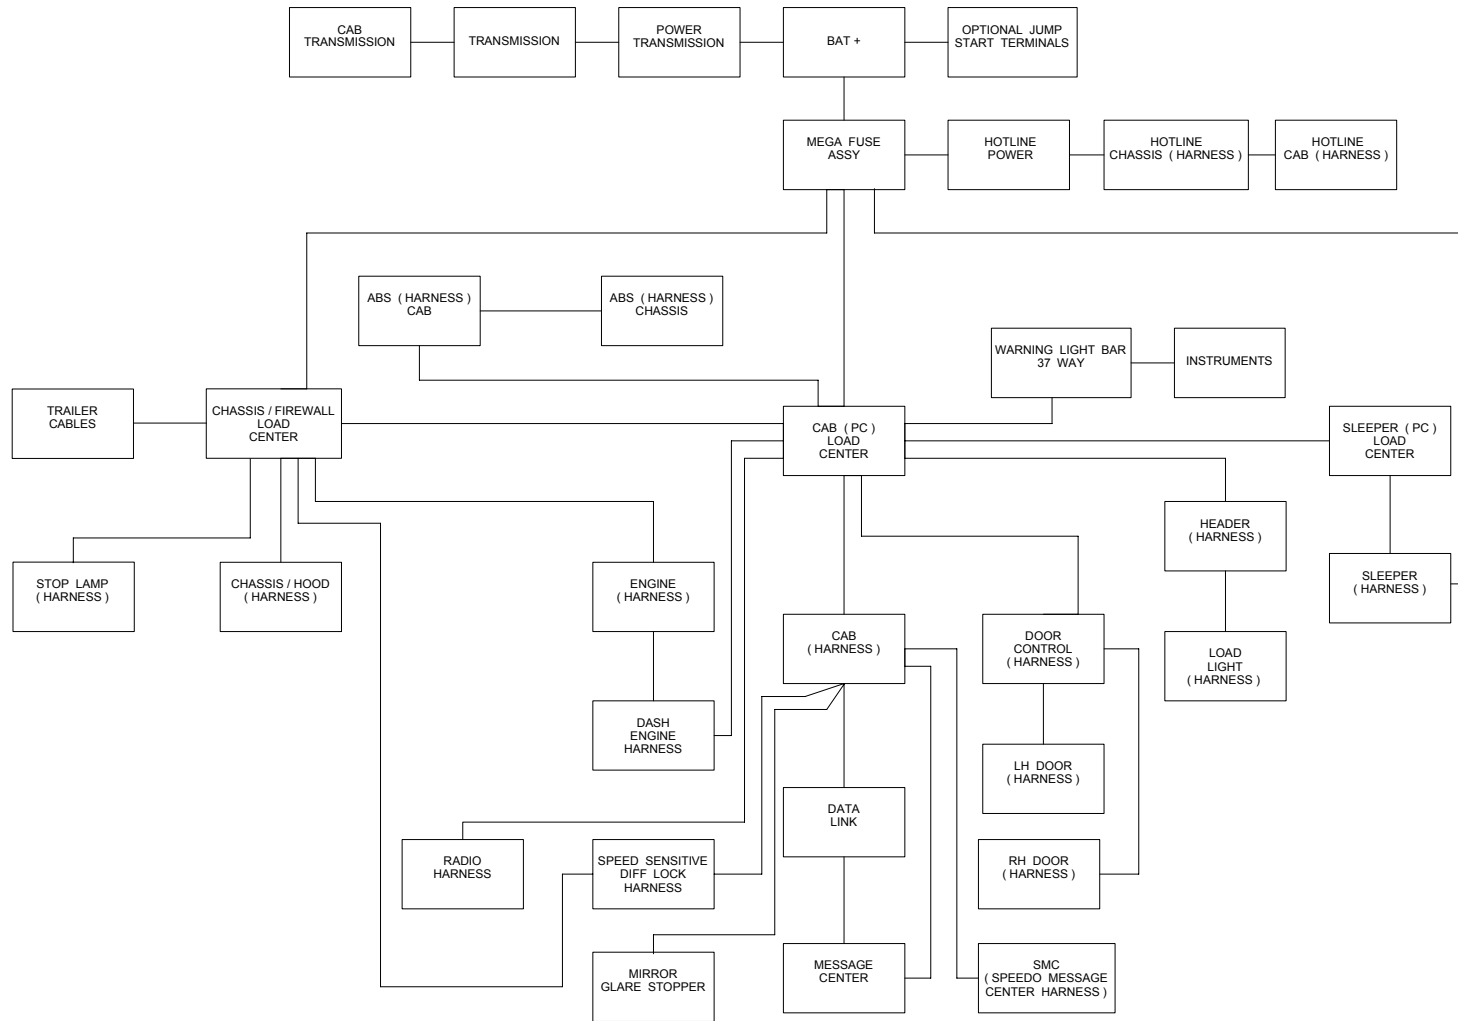 CAB
TRANSMISSION
TRANSMISSION
POWER
TRANSMISSION
BAT +
OPTIONAL JUMP
START TERMINALS
MEGA FUSE
ASSY
HOTLINE
POWER
HOTLINE
CHASSIS ( HARNESS )
HOTLINE
CAB ( HARNESS )
ABS ( HARNESS )
CAB
ABS ( HARNESS )
CHASSIS
WARNING LIGHT BAR
37 WAY
INSTRUMENTS
TRAILER
CABLES
CHASSIS / FIREWALL
LOAD
CENTER
CAB ( PC )
LOAD
CENTER
SLEEPER ( PC )
LOAD
CENTER
HEADER
( HARNESS )
STOP LAMP
( HARNESS )
CHASSIS / HOOD
( HARNESS )
ENGINE
( HARNESS )
SLEEPER
( HARNESS )
CAB
( HARNESS )
DOOR
CONTROL
( HARNESS )
LOAD
LIGHT
( HARNESS )
DASH
ENGINE
HARNESS
LH DOOR
( HARNESS )
DATA
LINK
RADIO
HARNESS
SPEED SENSITIVE
DIFF LOCK
HARNESS
RH DOOR
( HARNESS )
MIRROR
GLARE STOPPER
MESSAGE
CENTER
SMC
( SPEEDO MESSAGE
CENTER HARNESS )